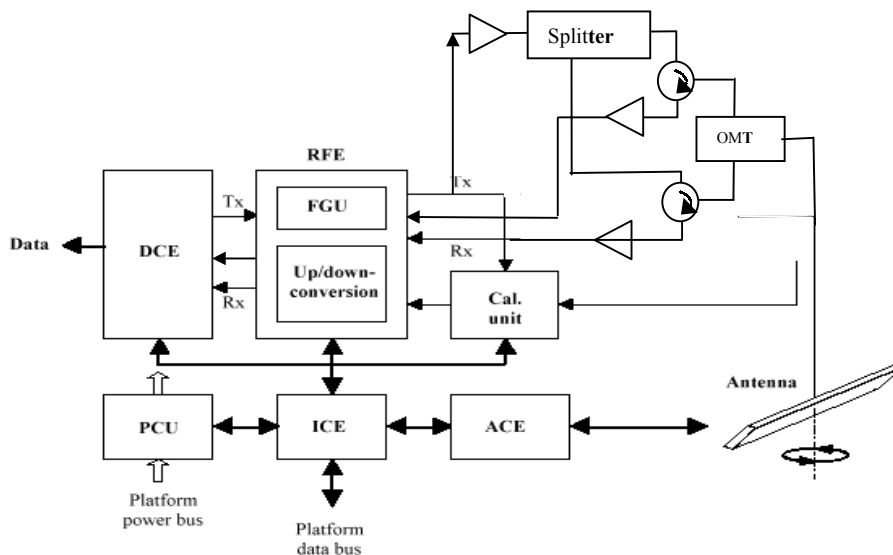 Splitter
OMT
RFE
Tx
Tx
FGU
Data
DCE
Rx
Up/down-
conversion
Rx
Cal.
unit
Antenna
PCU
ICE
ACE
Platform
power bus
Platform
data bus